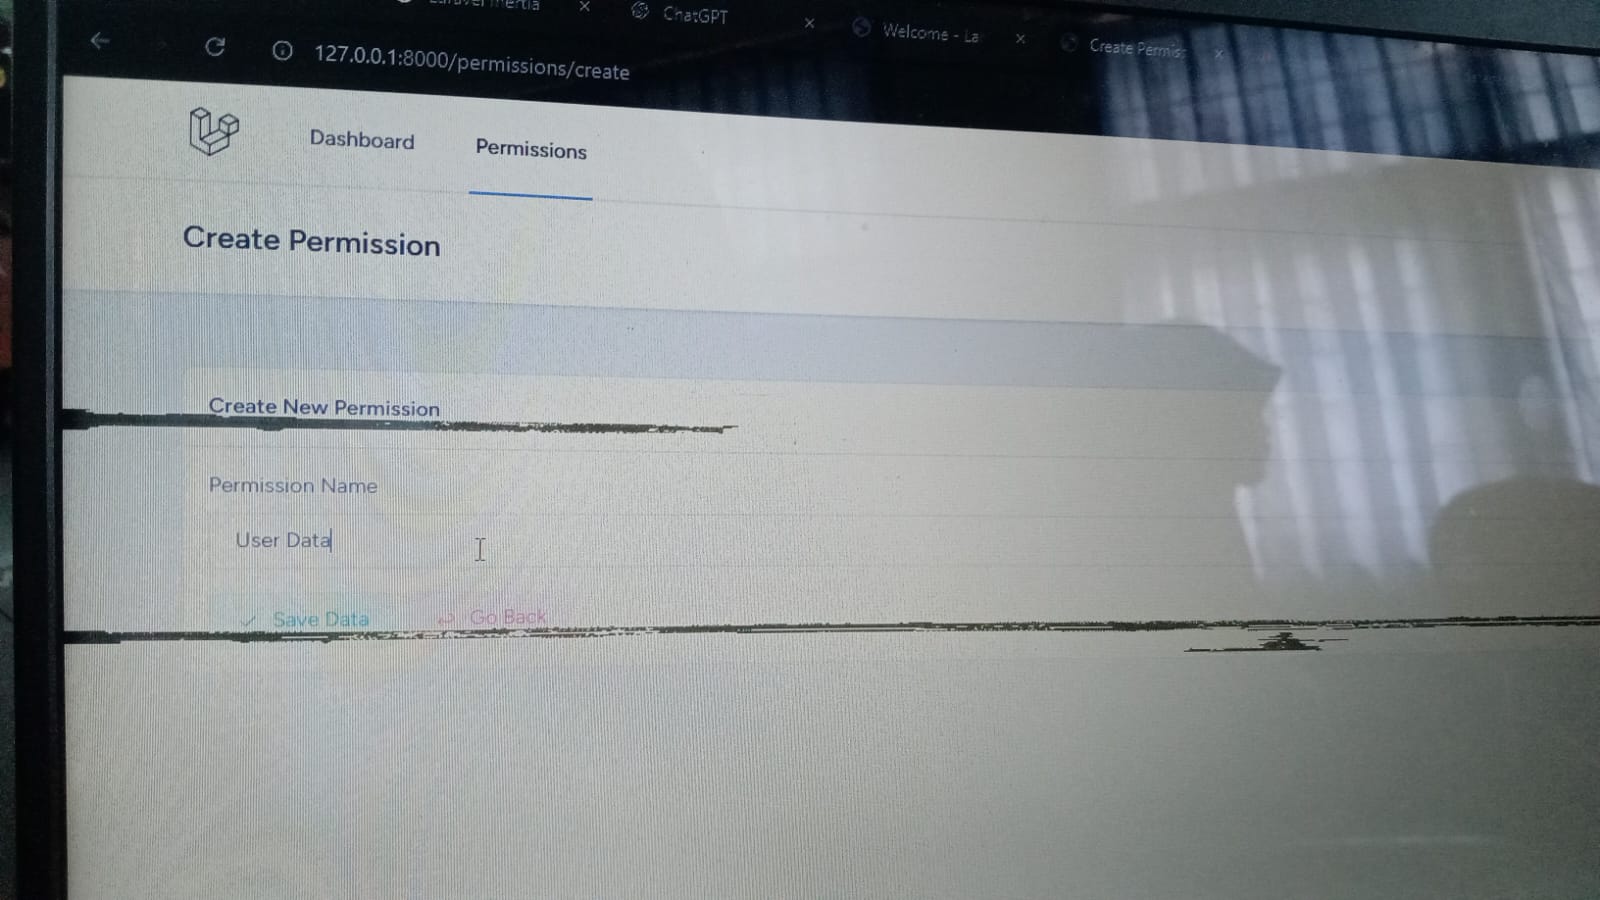 ChatGPT
Welcome - La
Create Permis
127.0.0.1:8000/permissions/create
Dashboard
Permissions
Create Permission
Create New Permission
Permission Name
User Data
Save Data
Go Back